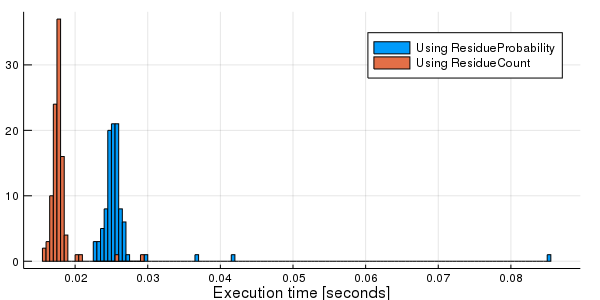 Using ResidueProbability
Using ResidueCount
30
20
10
0
0.02 0.03 0.04 0.05 0.06 0.07 0.08
Execution time [seconds]